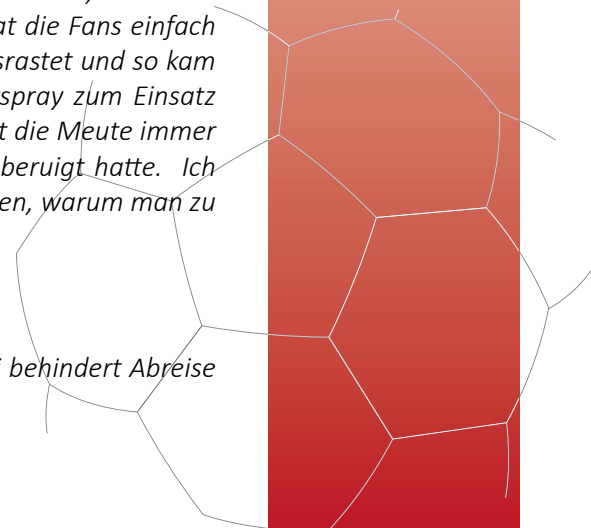 at die Fans einfach
srastet und so kam
spray zum Einsatz
t die Meute immer
beruigt hatte. Ich
en, warum man zu
i behindert Abreise